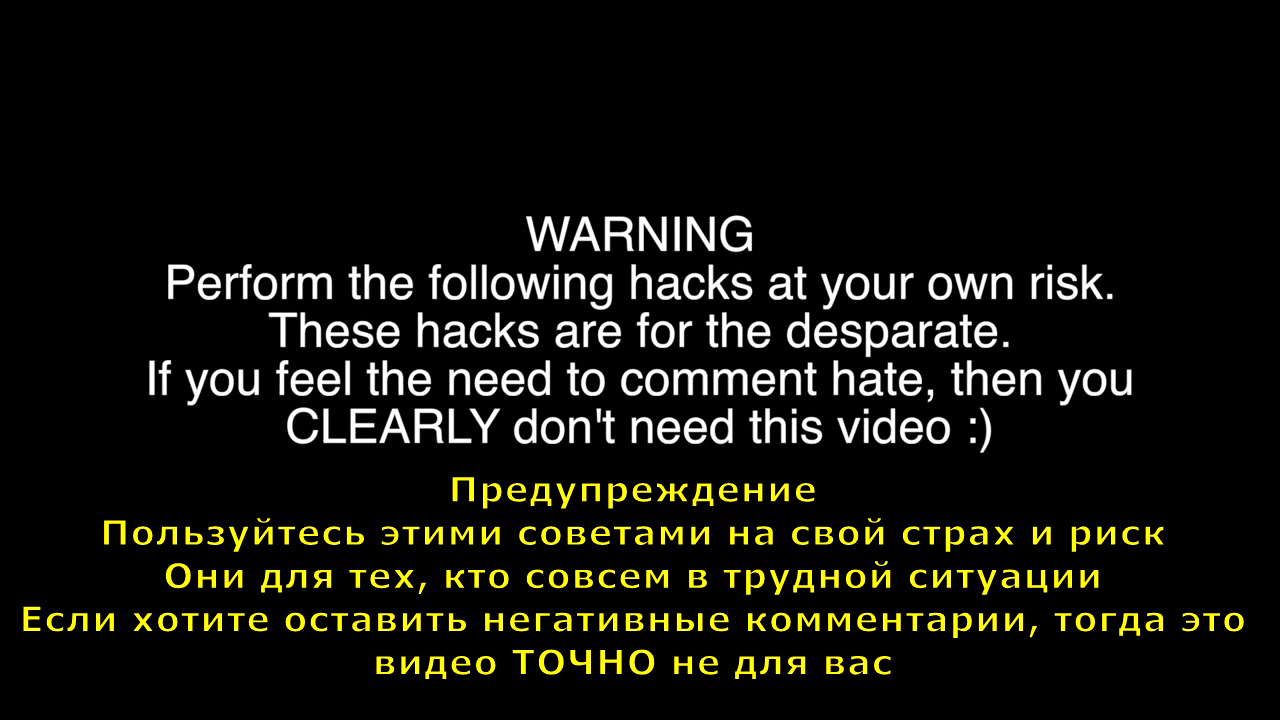 WARNING
Perform the following hacks at your own risk.
These hacks are for the desparate.
If you feel the need to comment hate, then you
CLEARLY don't need this video :)
Предупреждение
Пользуйтесь этими советами на свой страх и риск
Они для тех, кто совсем в трудной ситуации
Если хотите оставить негативные комментарии, тогда это
видео ТОЧНО не для вас